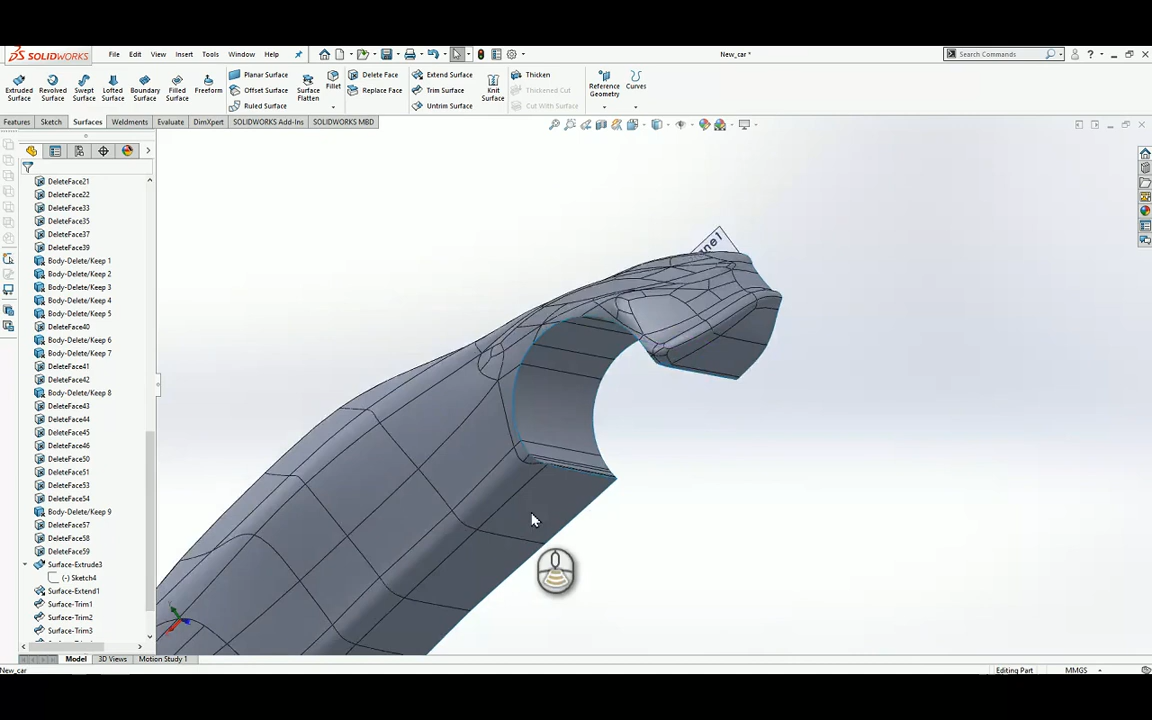 SOLIDWORKS File Edit View Insert Tools Window Help New_car * Search Commands
Extruded Surface Revolved Surface Swept Surface Lofted Surface Boundary Surface Filled Surface Freeform Planar Surface Offset Surface Ruled Surface Surface Flatten Fillet Delete Face Replace Face Extend Surface Trim Surface Untrim Surface Knit Surface Thicken Thickened Cut Cut With Surface Reference Geometry Curves
Features Sketch Surfaces Weldments Evaluate DimXpert SOLIDWORKS Add-Ins SOLIDWORKS MBD
DeleteFace21
DeleteFace22
DeleteFace33
DeleteFace35
DeleteFace37
DeleteFace39
Body-Delete/Keep 1
Body-Delete/Keep 2
Body-Delete/Keep 3
Body-Delete/Keep 4
Body-Delete/Keep 5
DeleteFace40
Body-Delete/Keep 6
Body-Delete/Keep 7
DeleteFace41
DeleteFace42
Body-Delete/Keep 8
DeleteFace43
DeleteFace44
DeleteFace45
DeleteFace46
DeleteFace50
DeleteFace51
DeleteFace53
DeleteFace54
Body-Delete/Keep 9
DeleteFace57
DeleteFace58
DeleteFace59
Surface-Extrude3
(-) Sketch4
Surface-Extend1
Surface-Trim1
Surface-Trim2
Surface-Trim3
ne1
Model 3D Views Motion Study 1
New_car Editing Part MMGS